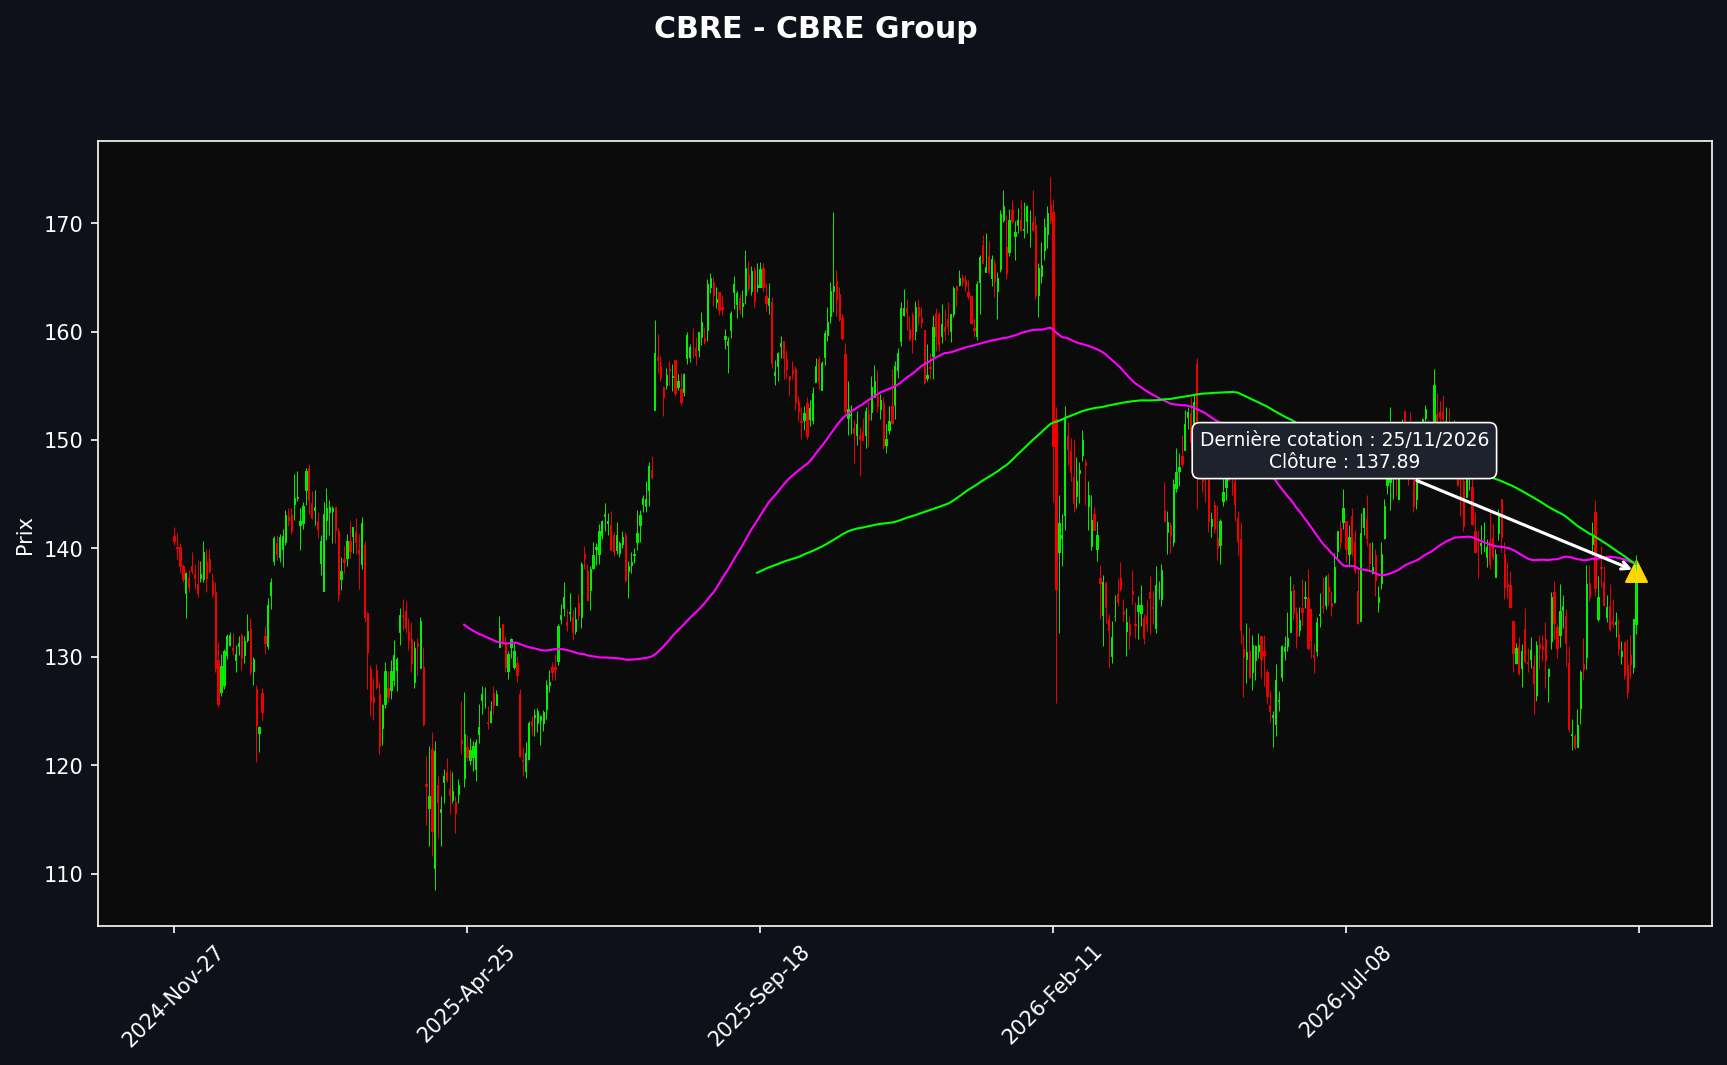 CBRE - CBRE Group
Prix
170
160
150
140
130
120
110
Dernière cotation : 25/11/2026
Clôture : 137.89
2024-Nov-27
2025-Apr-25
2025-Sep-18
2026-Feb-11
2026-Jul-08